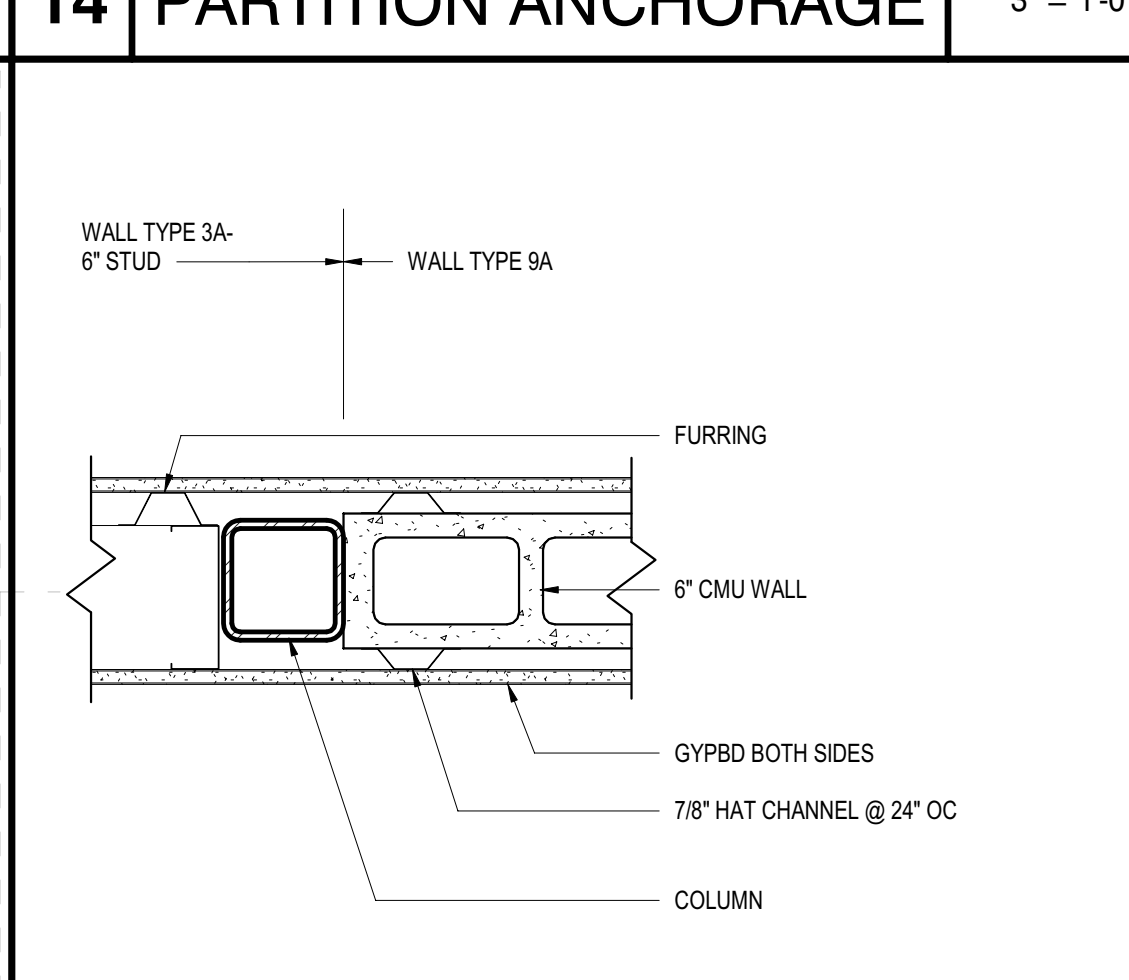 14 PARTITION ANCHORAGE
WALL TYPE 3A-
6" STUD
WALL TYPE 9A
FURRING
6" CMU WALL
GYPBD BOTH SIDES
7/8" HAT CHANNEL @ 24" OC
COLUMN